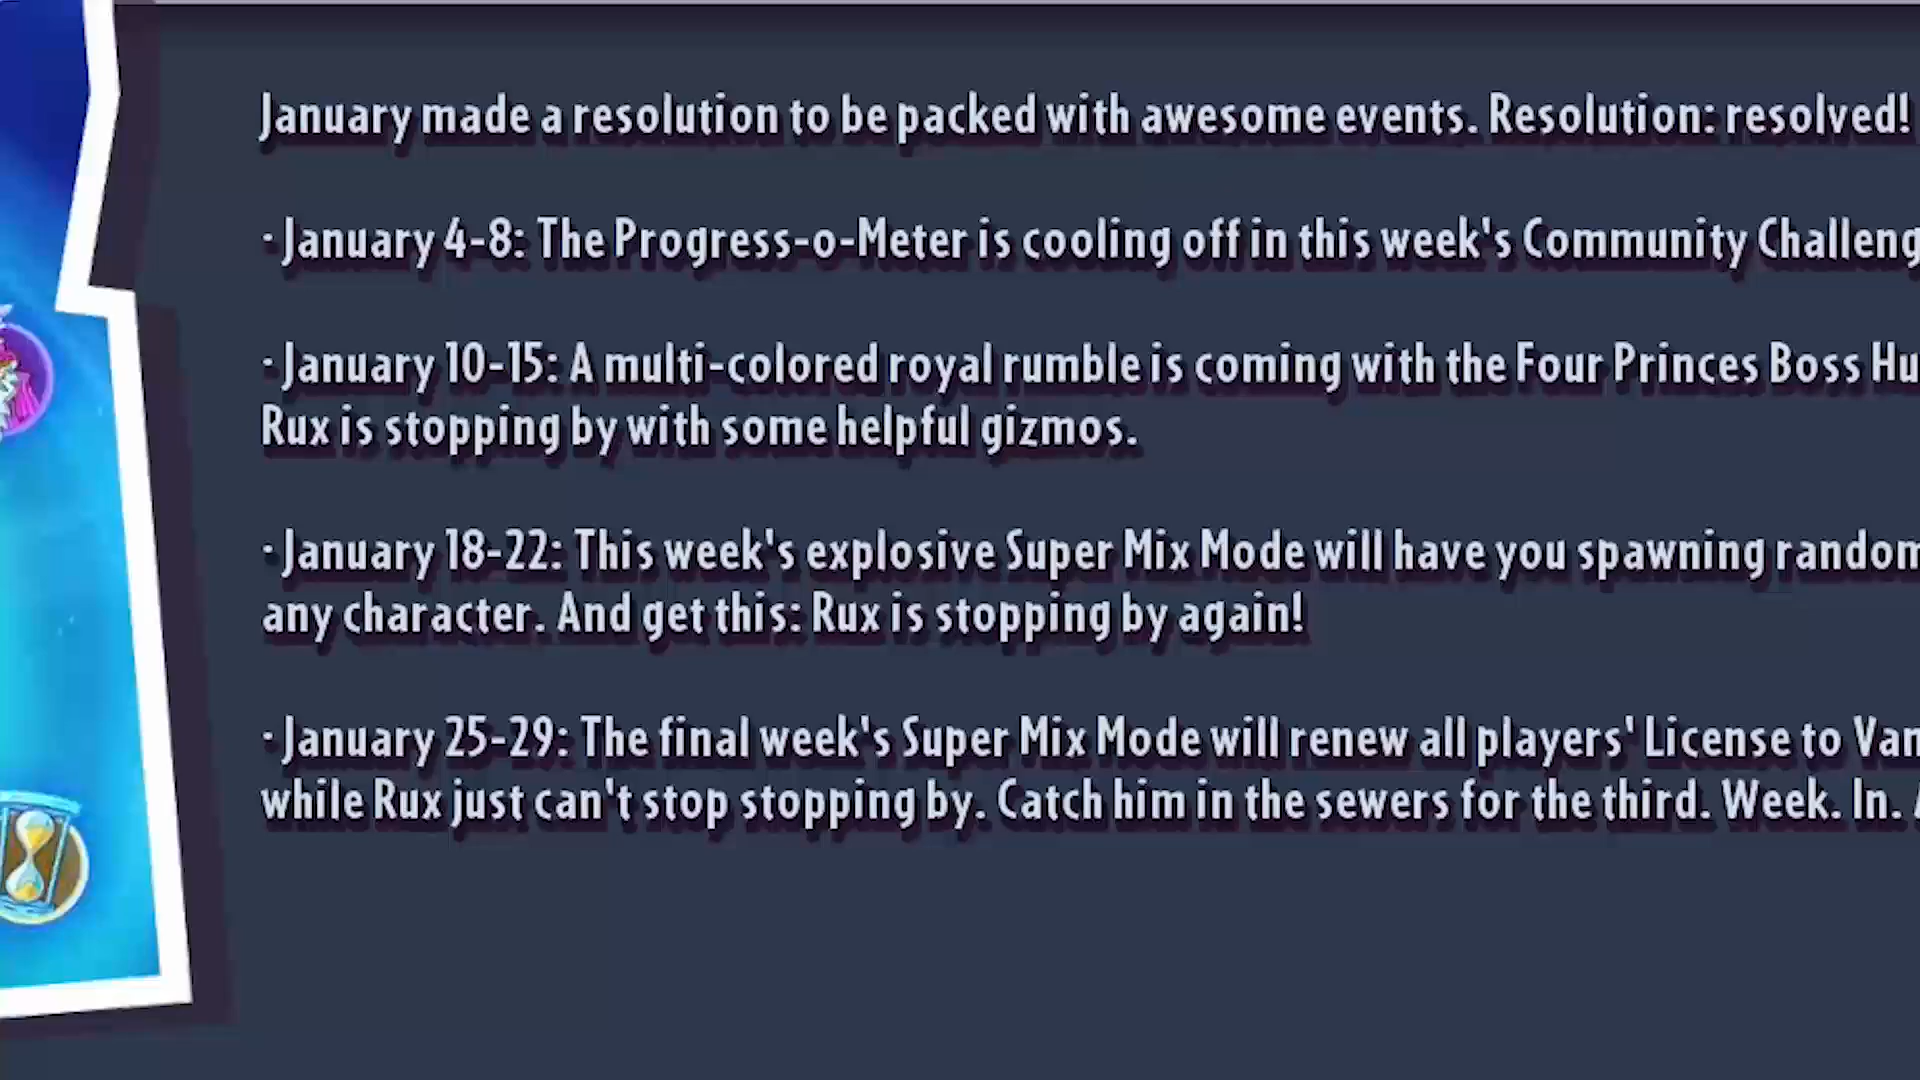 January made a resolution to be packed with awesome events. Resolution: resolved!
· January 4-8: The Progress-o-Meter is cooling off in this week's Community
· January 10-15: A multi-colored royal rumble is coming with the Four Princes Boss
Rux is stopping by with some helpful gizmos.
· January 18-22: This week's explosive Super Mix Mode will have you spawning random
any character. And get this: Rux is stopping by again!
· January 25-29: The final week's Super Mix Mode will renew all players' License to
while Rux just can't stop stopping by. Catch him in the sewers for the third. Week. In.